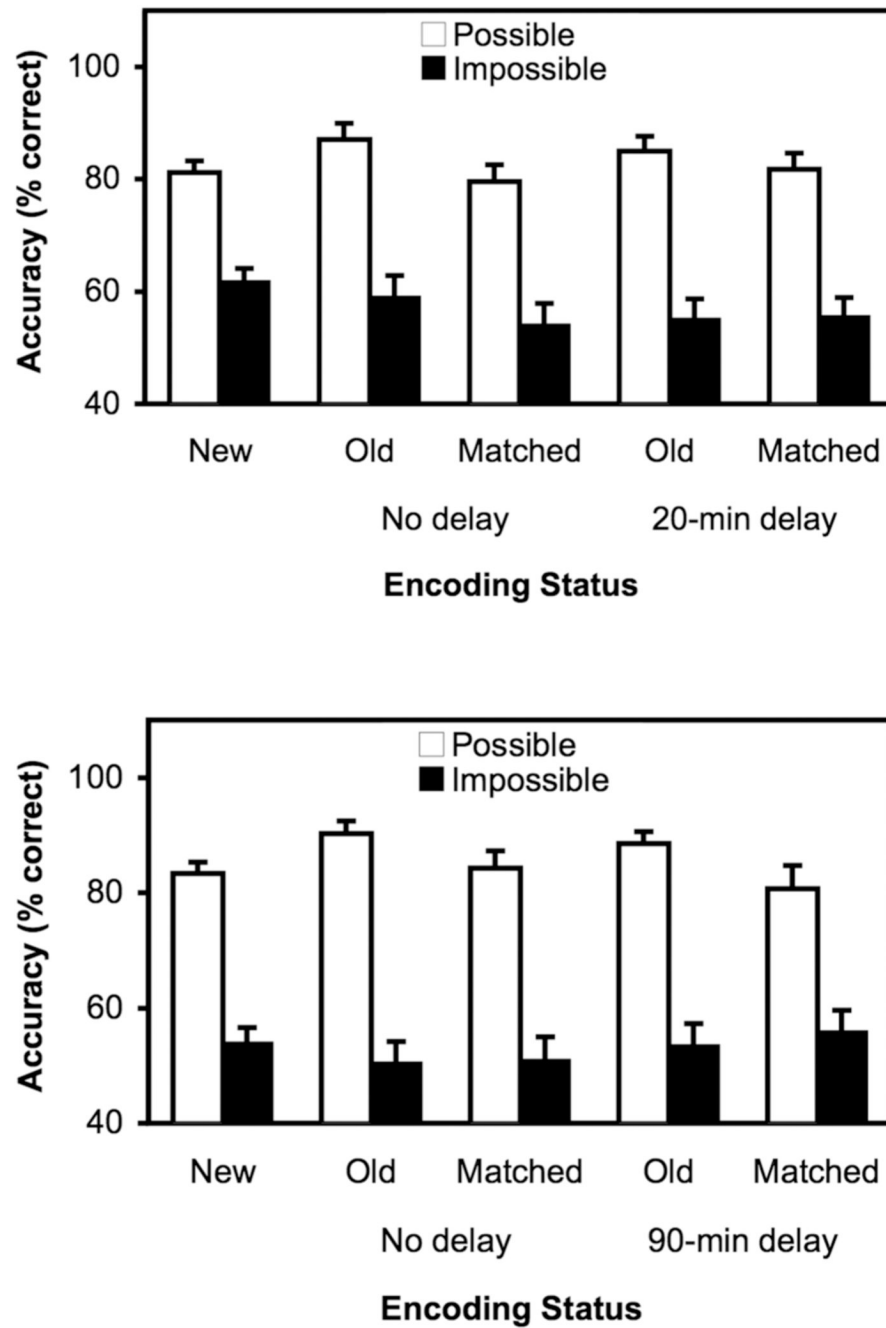 Possible
Impossible
Accuracy (% correct)
100
80
60
40
New Old Matched Old Matched
No delay 20-min delay
Encoding Status
Possible
Impossible
Accuracy (% correct)
100
80
60
40
New Old Matched Old Matched
No delay 90-min delay
Encoding Status